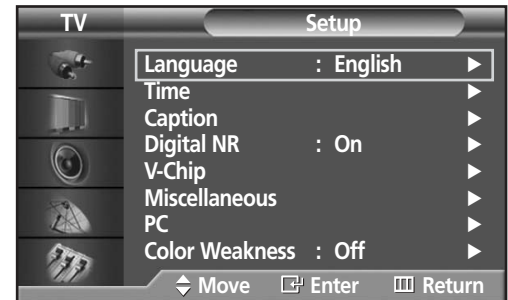 TV Setup
Language : English ►
Time ►
Caption ►
Digital NR : On ►
V-Chip ►
Miscellaneous ►
PC ►
Color Weakness : Off ►
Move Enter Return